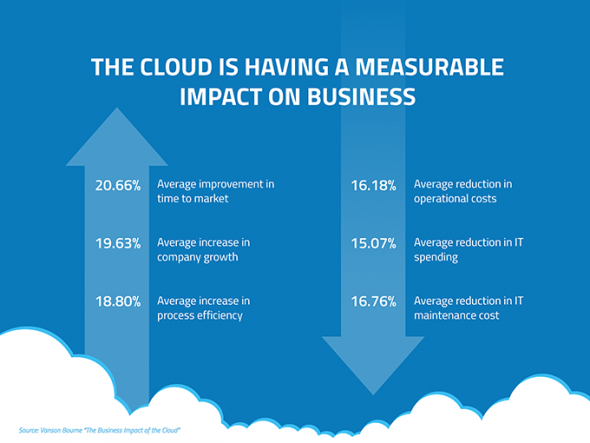 THE CLOUD IS HAVING A MEASURABLE
IMPACT ON BUSINESS
20.66% Average improvement in
time to market
19.63% Average increase in
company growth
18.80% Average increase in
process efficiency
16.18% Average reduction in
operational costs
15.07% Average reduction in IT
spending
16.76% Average reduction in IT
maintenance cost
Source: Vanson Bourne "The Business Impact of the Cloud"